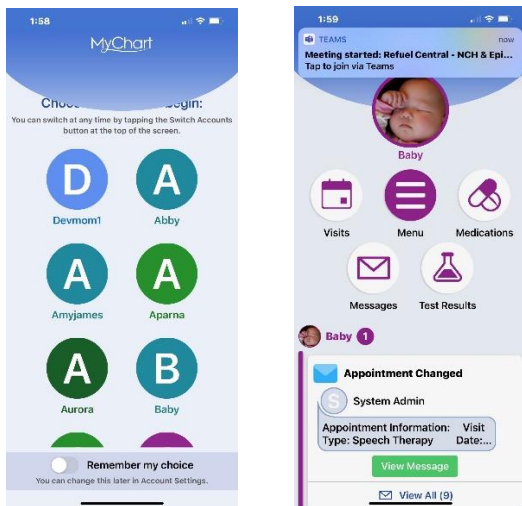 1:58
MyChart
Choo
egin:
You can switch at any time by tapping the Switch Accounts
button at the top of the screen.
D
A
Devmom1
Abby
A
A
Amyjames
Aparna
A
B
Aurora
Baby
Remember my choice
You can change this later in Account Settings.
1:59
TEAMS
now
Meeting started: Refuel Central - NCH & Epi...
Tap to join via Teams
Baby
Visits
Menu
Medications
Messages
Test Results
Baby 1
Appointment Changed
S
System Admin
Appointment Information: Visit
Type: Speech Therapy Date:...
View Message
View All (9)